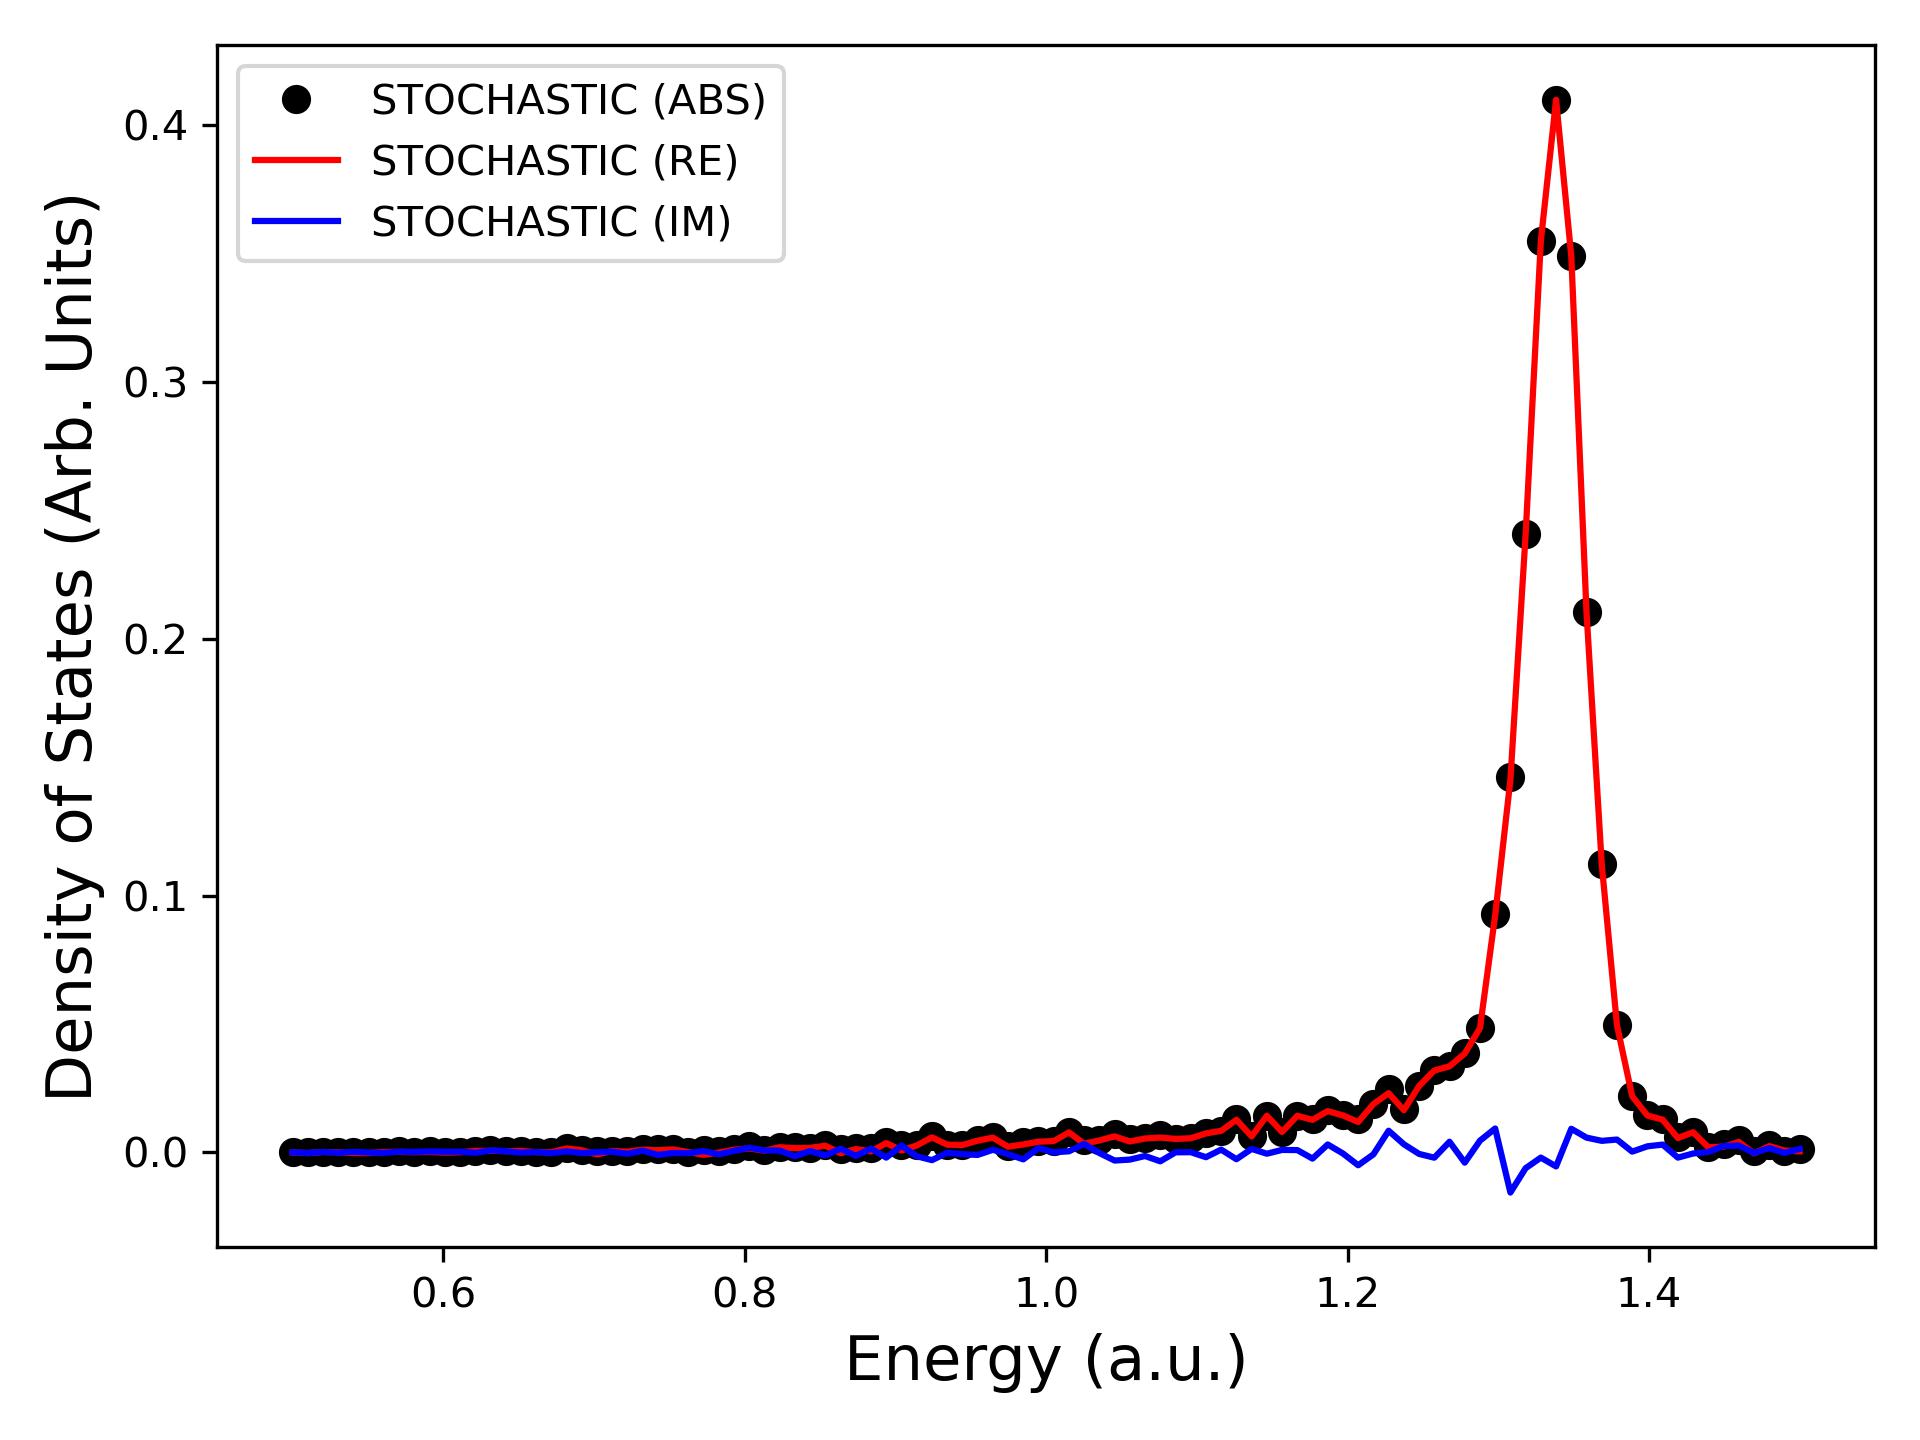 STOCHASTIC (ABS)
STOCHASTIC (RE)
STOCHASTIC (IM)
Density of States (Arb. Units)
0.4
0.3
0.2
0.1
0.0
0.6 0.8 1.0 1.2 1.4
Energy (a.u.)